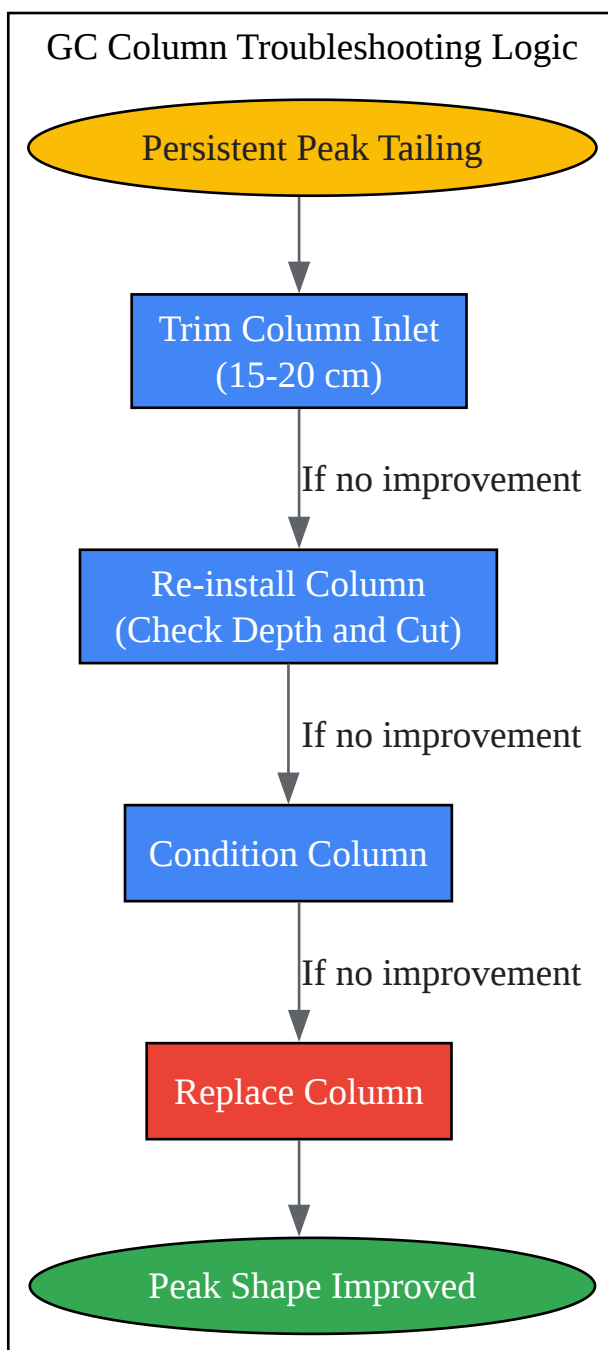 GC Column Troubleshooting Logic
Persistent Peak Tailing
Trim Column Inlet
(15-20 cm)
If no improvement
Re-install Column
(Check Depth and Cut)
If no improvement
Condition Column
If no improvement
Replace Column
Peak Shape Improved